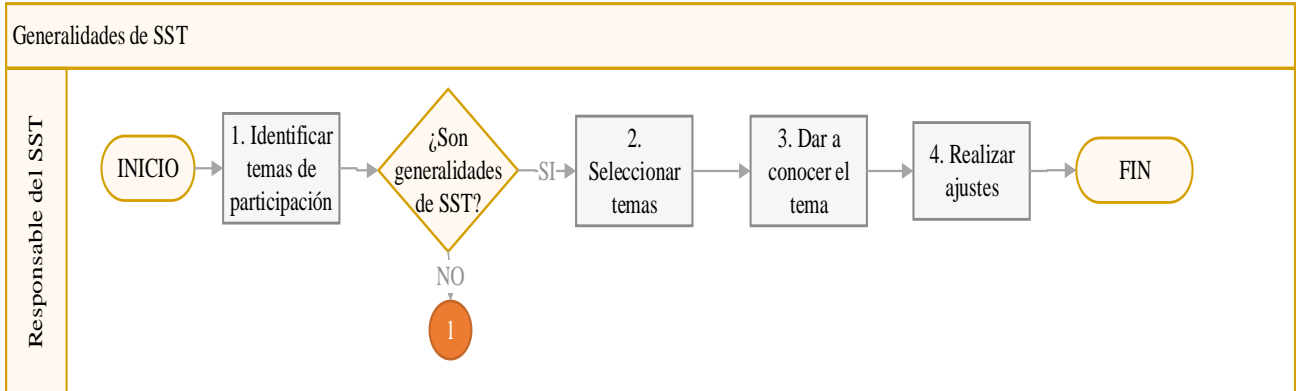 Generalidades de SST
Responsable del SST
INICIO
1. Identificar
temas de
participación
¿Son
generalidades
de SST?
SI
2.
Seleccionar
temas
3. Dar a
conocer el
tema
4. Realizar
ajustes
FIN
NO
1